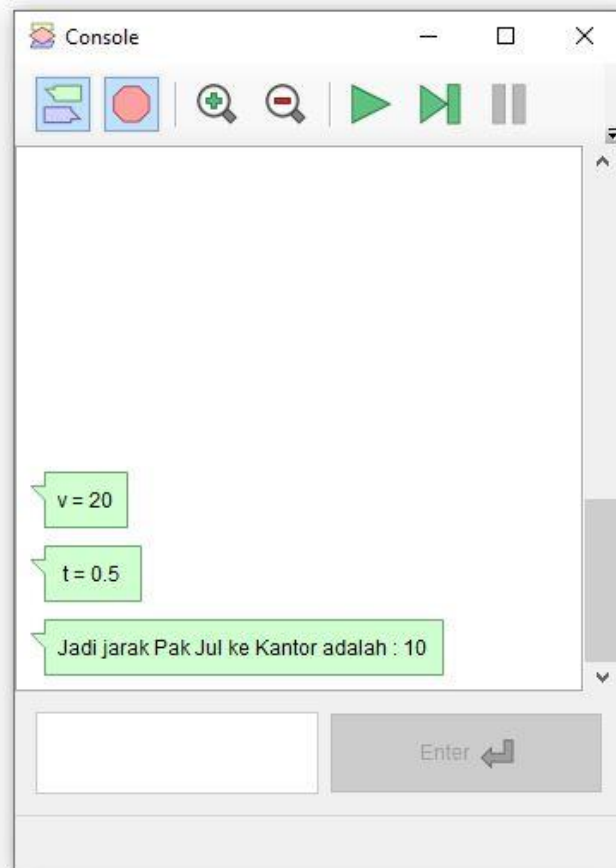 Console
v = 20
t = 0.5
Jadi jarak Pak Jul ke Kantor adalah : 10
Enter